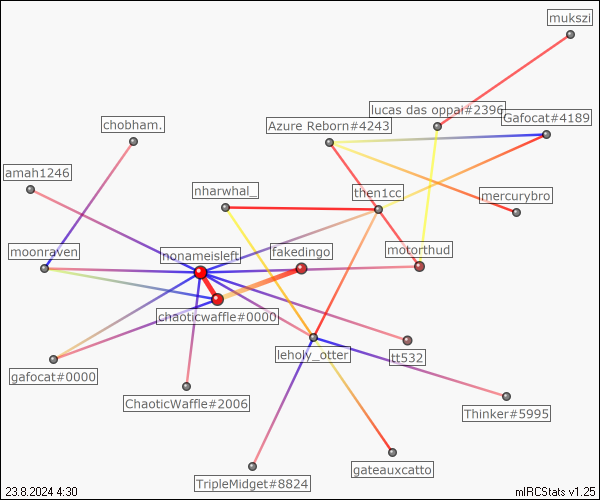 mukszi
lucas das oppai#2396
Gafocat#4189
chobham.
Azure Reborn#4243
amah1246
nharwhal_
then1cc
mercurybro
moonraven
nonameisleft
fakedingo
motorthud
chaoticwaffle#0000
leholy_otter
tt532
gafocat#0000
ChaoticWaffle#2006
Thinker#5995
TripleMidget#8824
gateauxcatto
23.8.2024 4:30
mIRCStats v1.25